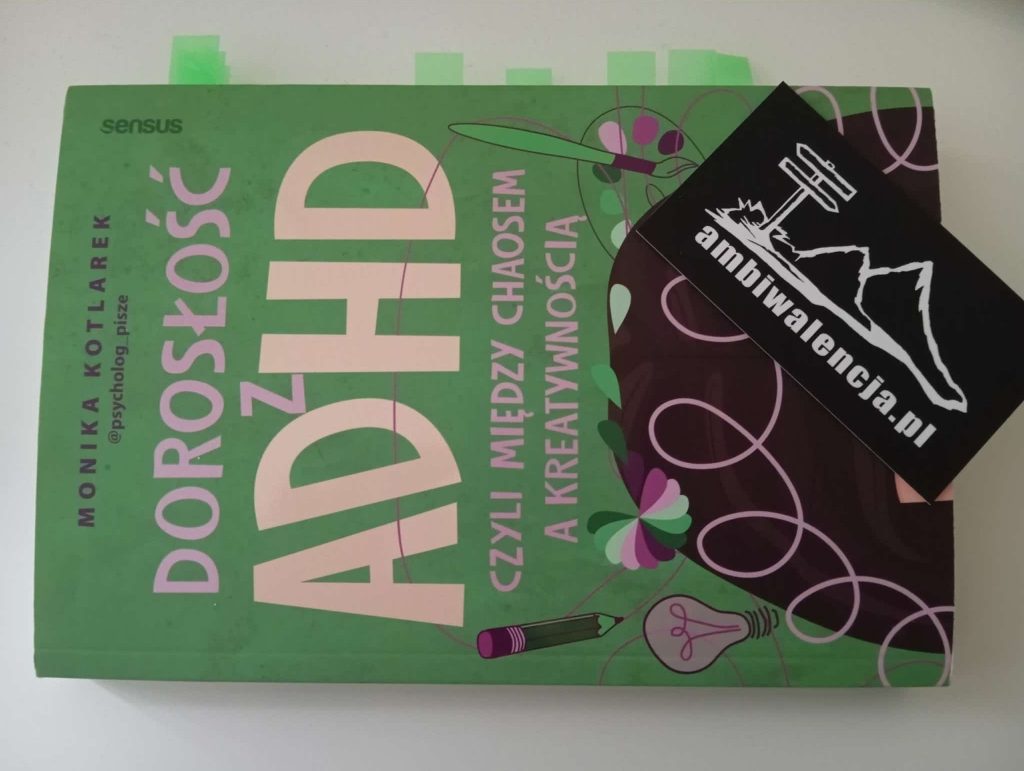 MONIKA KOTLAREK
@psycholog_pisze
sensus
DOROSŁOŚĆ
Z
ADHD
CZYLI MIĘDZY CHAOSEM
A KREATYWNOŚCIĄ
ambiwalencja.pl